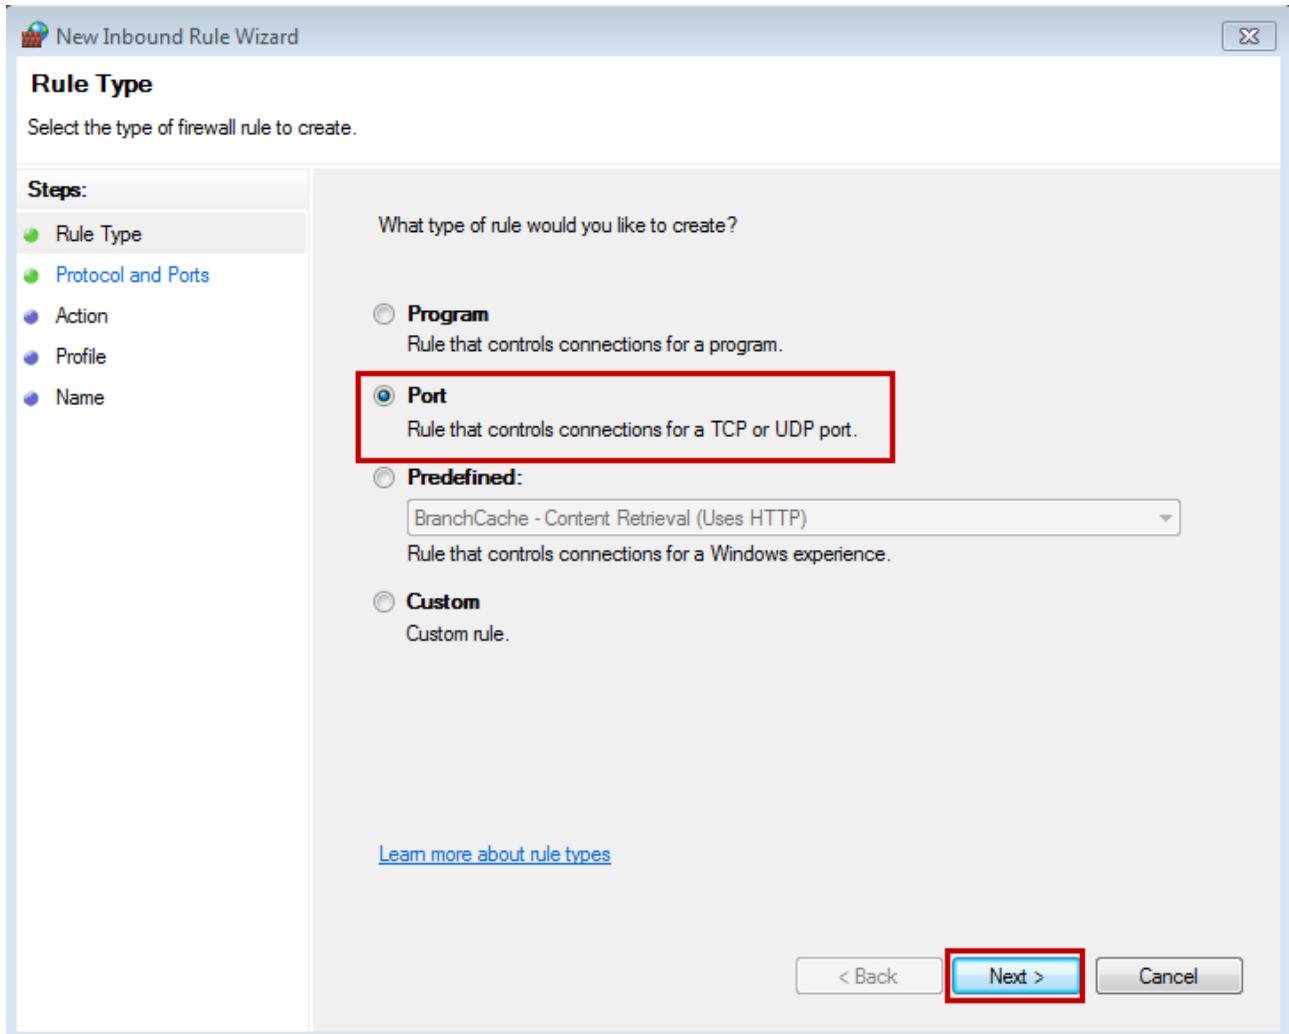 New Inbound Rule Wizard
Rule Type
Select the type of firewall rule to create.
Steps:
Rule Type
Protocol and Ports
Action
Profile
Name
What type of rule would you like to create?
Program
Rule that controls connections for a program.
Port
Rule that controls connections for a TCP or UDP port.
Predefined:
BranchCache - Content Retrieval (Uses HTTP)
Rule that controls connections for a Windows experience.
Custom
Custom rule.
Learn more about rule types
< Back
Next >
Cancel